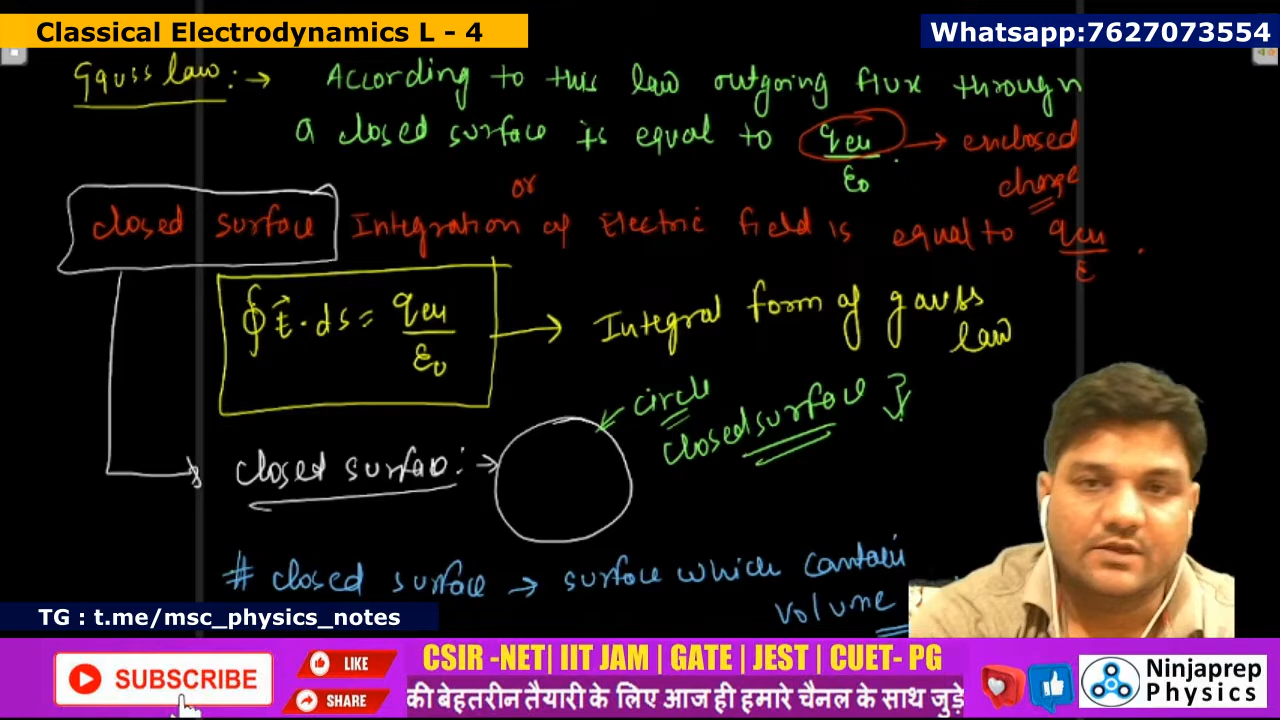 Classical Electrodynamics L - 4
Whatsapp:7627073554
Gauss law :→ According to this law outgoing flux through
a closed surface is equal to qen/ε0 . → enclosed charge
or
closed surface Integration of Electric field is equal to qen/ε .
∮E⃗·ds = qen/ε0 → Integral form of gauss law
circle
closed surface ?
closed surface: →
# closed surface → surface which contain
volume
TG : t.me/msc_physics_notes
SUBSCRIBE
LIKE
SHARE
CSIR -NET| IIT JAM | GATE | JEST | CUET- PG
की बेहतरीन तैयारी के लिए आज ही हमारे चैनल के साथ जुड़े
Ninjaprep
Physics